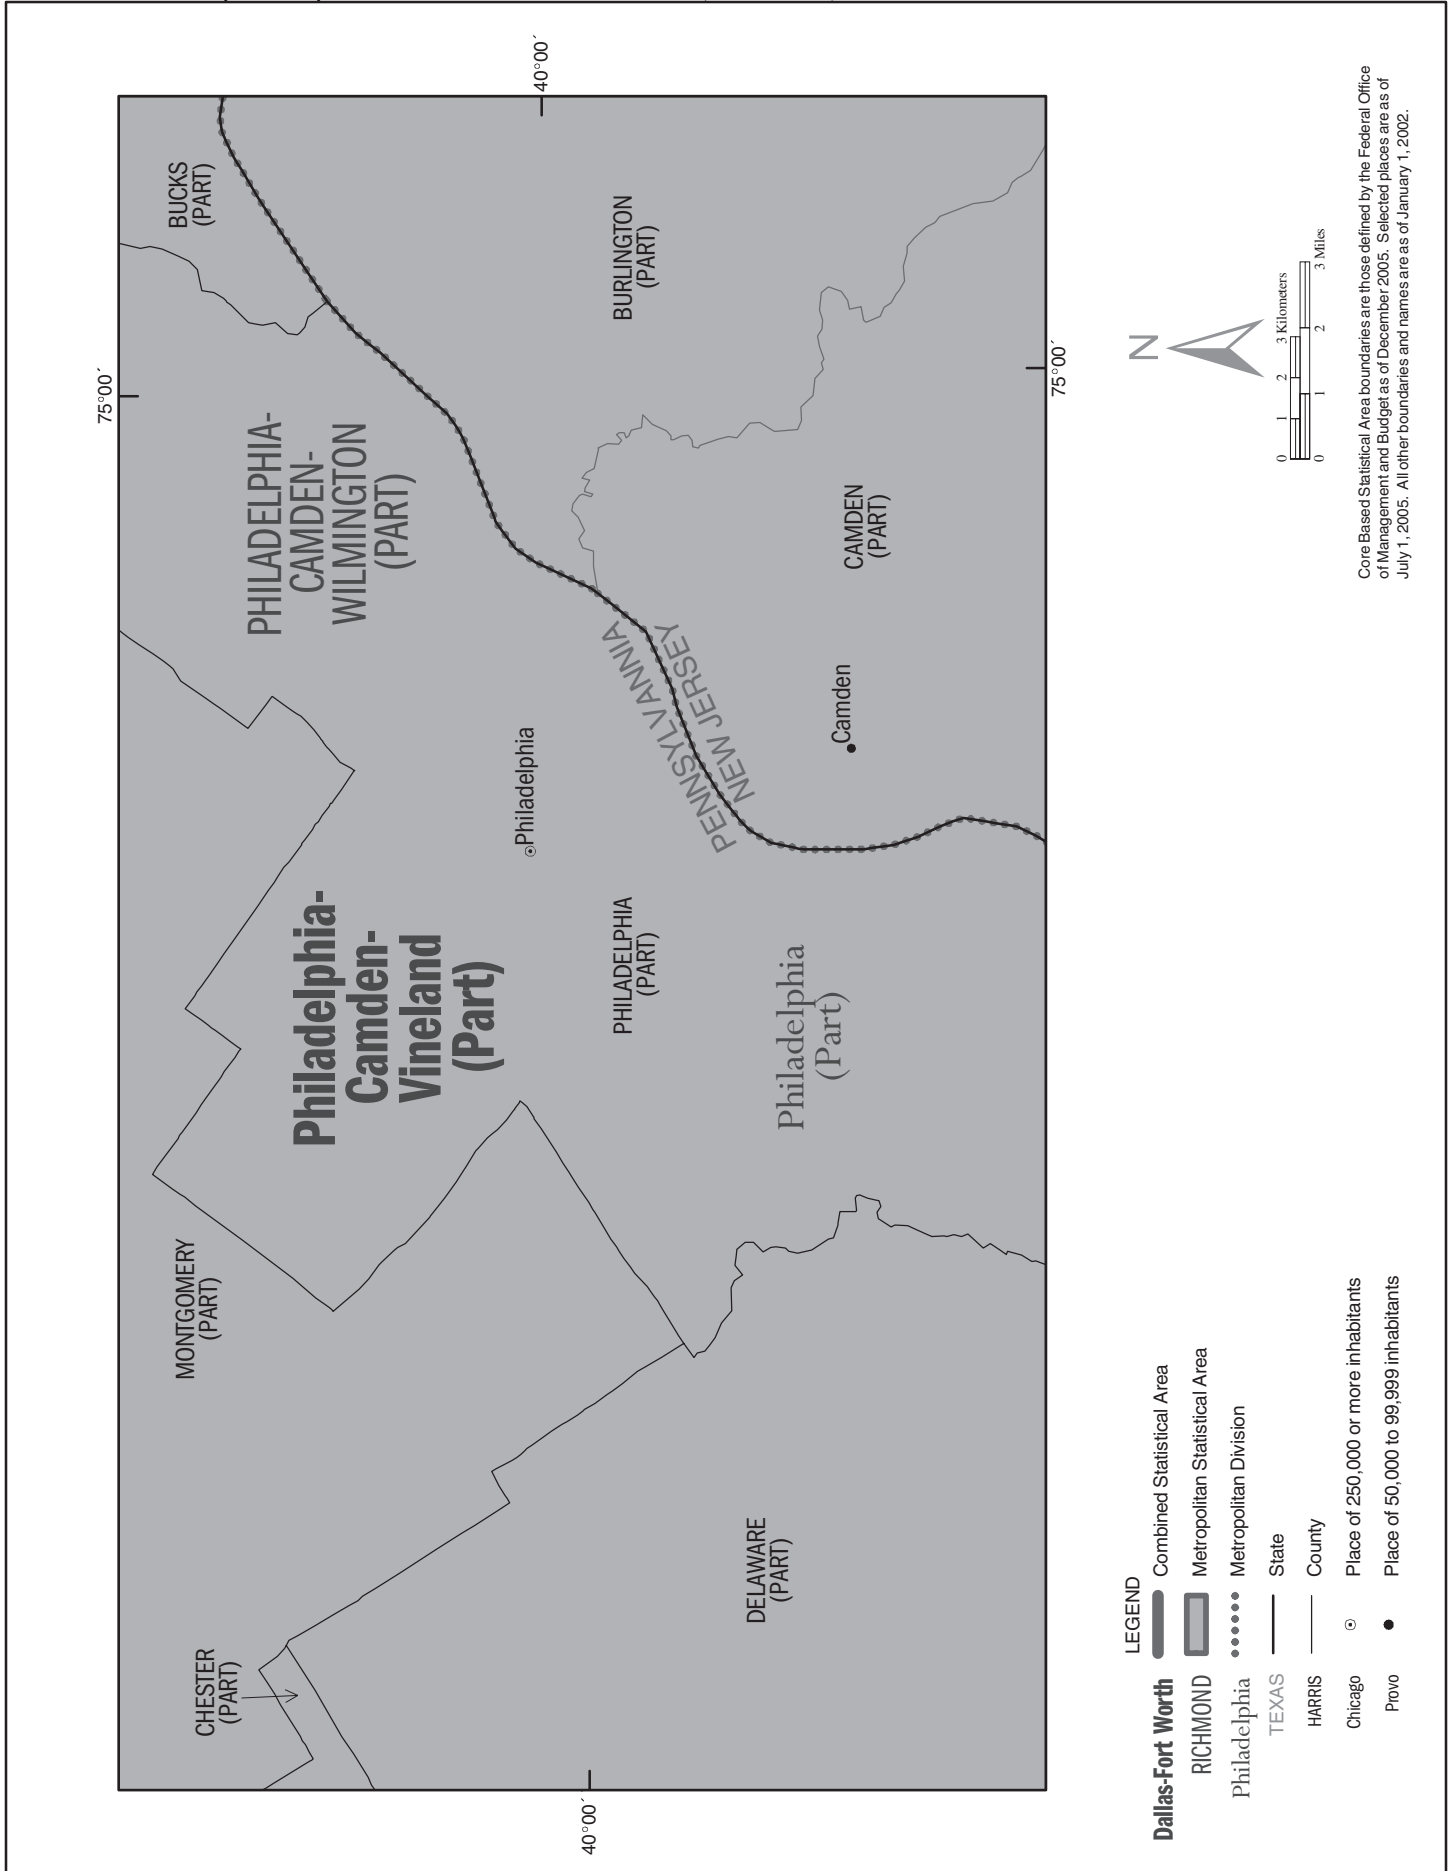 75°00´
40°00´
BUCKS
(PART)
PHILADELPHIA-
CAMDEN-
WILMINGTON
(PART)
MONTGOMERY
(PART)
CHESTER
(PART)
Philadelphia-
Camden-
Vineland
(Part)
Philadelphia
BURLINGTON
(PART)
PENNSYLVANNIA
NEW JERSEY
PHILADELPHIA
(PART)
CAMDEN
(PART)
Camden
Philadelphia
(Part)
DELAWARE
(PART)
40°00´
75°00´
LEGEND
Dallas-Fort Worth Combined Statistical Area
RICHMOND Metropolitan Statistical Area
Philadelphia Metropolitan Division
TEXAS State
HARRIS County
Chicago Place of 250,000 or more inhabitants
Provo Place of 50,000 to 99,999 inhabitants
N
0 1 2 3 Kilometers
0 1 2 3 Miles
Core Based Statistical Area boundaries are those defined by the Federal Office
of Management and Budget as of December 2005. Selected places are as of
July 1, 2005. All other boundaries and names are as of January 1, 2002.